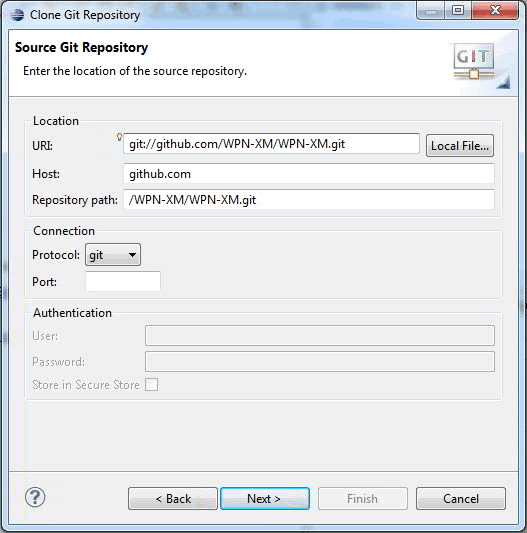 Clone Git Repository
Source Git Repository
Enter the location of the source repository.
GIT
Location
URI: git://github.com/WPN-XM/WPN-XM.git Local File...
Host: github.com
Repository path: /WPN-XM/WPN-XM.git
Connection
Protocol: git
Port:
Authentication
User:
Password:
Store in Secure Store
? < Back Next > Finish Cancel